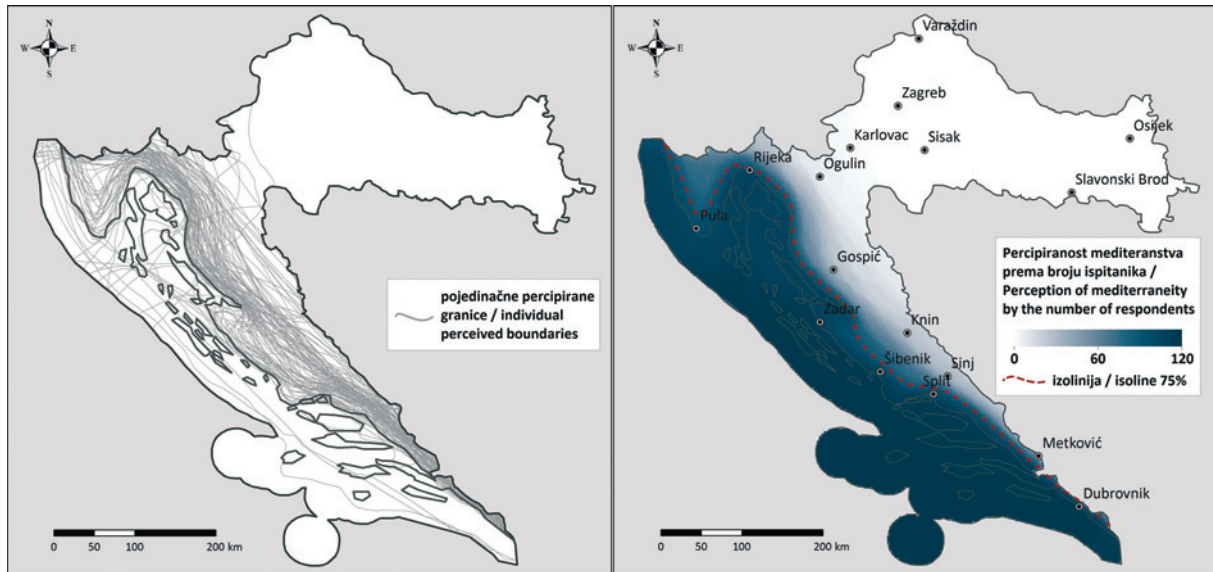 N
W E
S
pojedinačne percipirane
granice / individual
perceived boundaries
0 50 100 200 km
N
W E
S
Varaždin
Zagreb
Karlovac
Sisak
Osijek
Rijeka
Ogulin
Slavonski Brod
Pula
Gospić
Zadar
Knin
Šibenik
Sinj
Split
Metković
Dubrovnik
Percipiranost mediteranstva
prema broju ispitanika /
Perception of mediterraneity
by the number of respondents
0 60 120
izolinija / isoline 75%
0 50 100 200 km